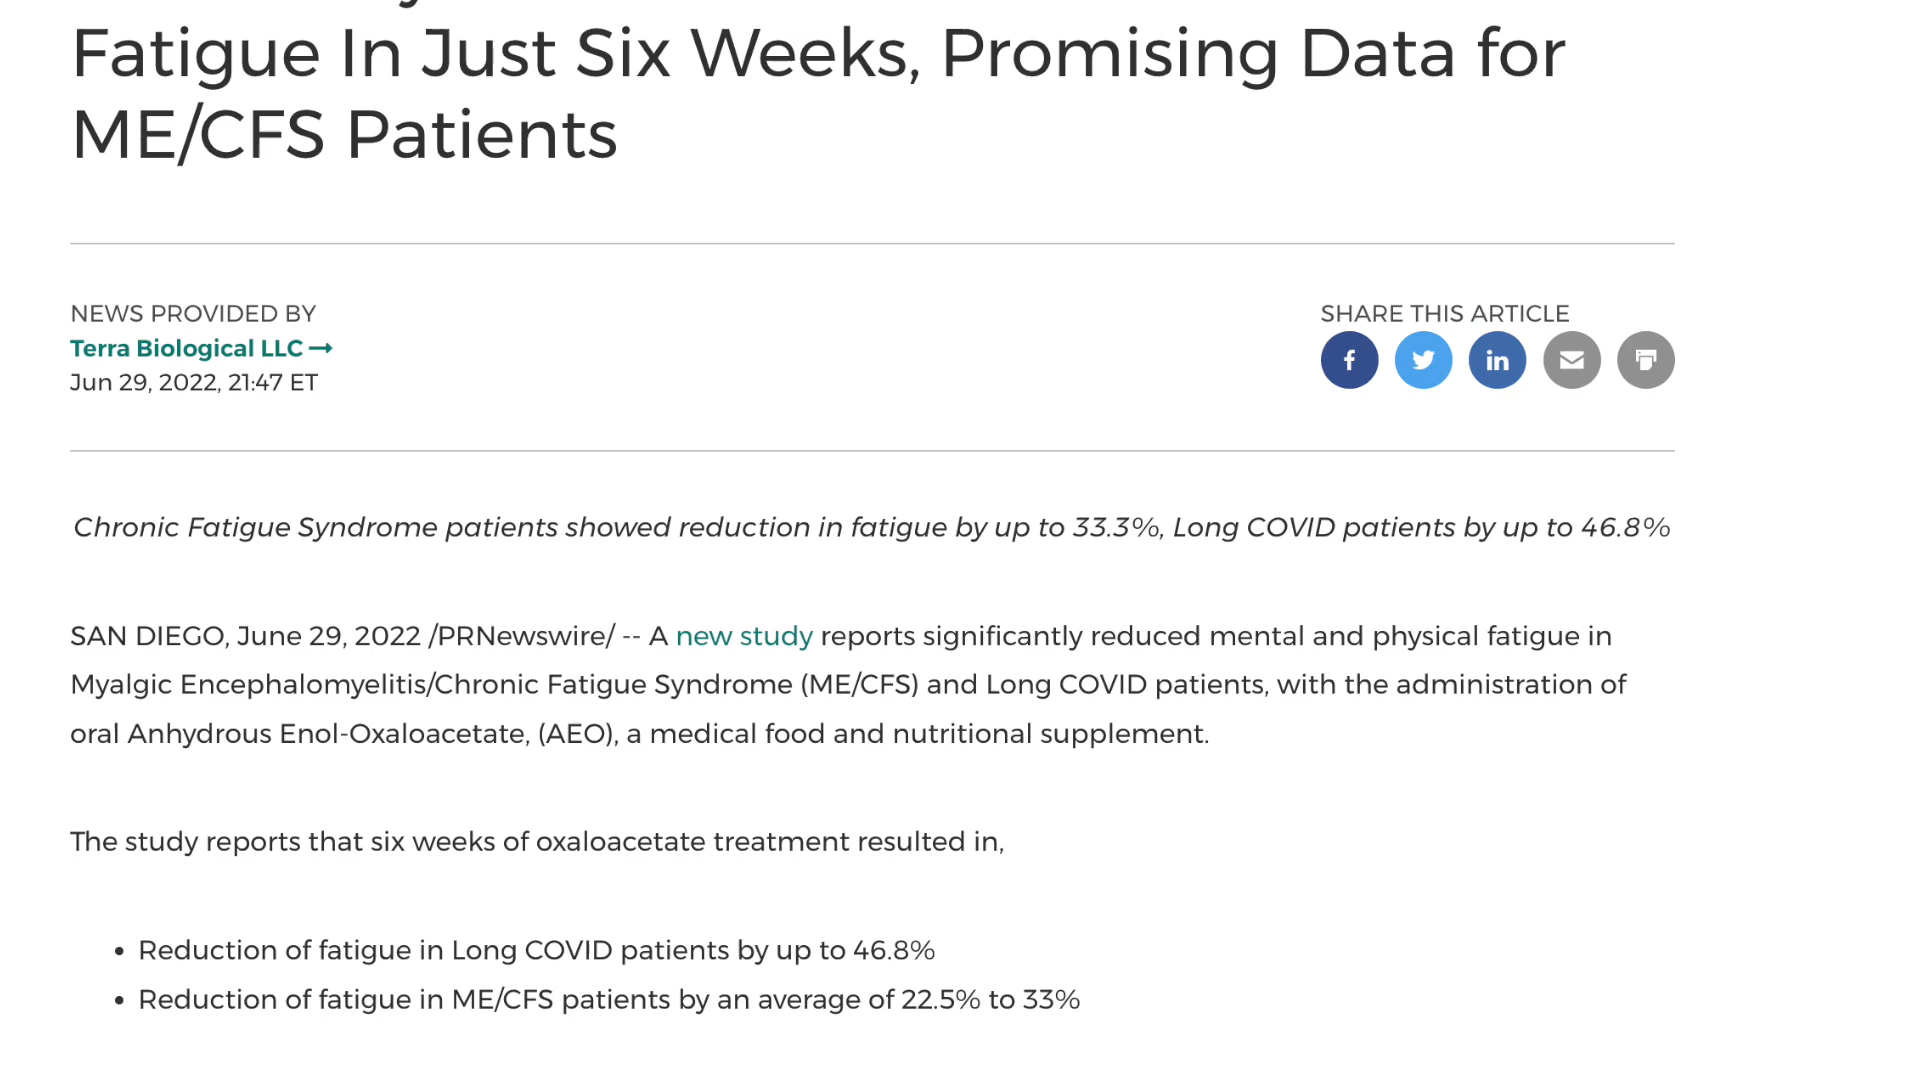 Fatigue In Just Six Weeks, Promising Data for
ME/CFS Patients
NEWS PROVIDED BY
Terra Biological LLC→
Jun 29, 2022, 21:47 ET
SHARE THIS ARTICLE
f
in
Chronic Fatigue Syndrome patients showed reduction in fatigue by up to 33.3%, Long COVID patients by up to 46.8%
SAN DIEGO, June 29, 2022 /PRNewswire/ -- A new study reports significantly reduced mental and physical fatigue in
Myalgic Encephalomyelitis/Chronic Fatigue Syndrome (ME/CFS) and Long COVID patients, with the administration of
oral Anhydrous Enol-Oxaloacetate, (AEO), a medical food and nutritional supplement.
The study reports that six weeks of oxaloacetate treatment resulted in,
• Reduction of fatigue in Long COVID patients by up to 46.8%
• Reduction of fatigue in ME/CFS patients by an average of 22.5% to 33%